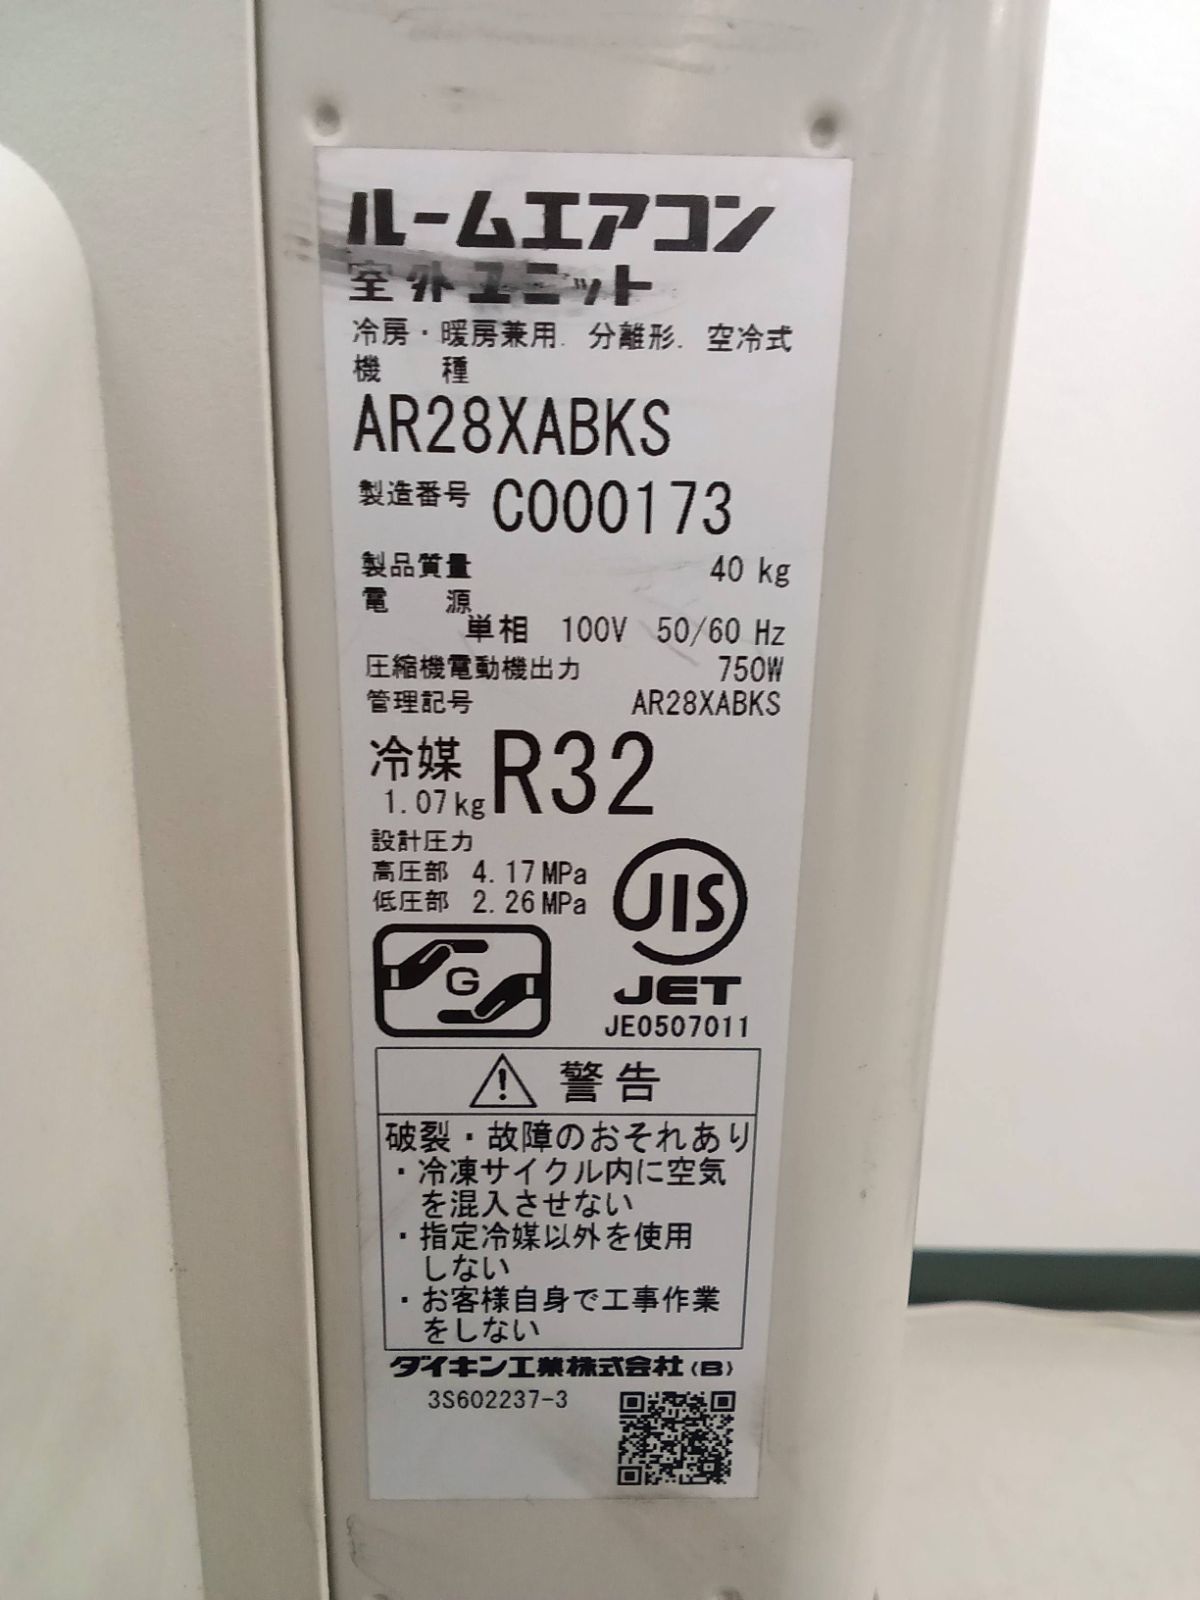 ルームエアコン
室外ユニット
冷房・暖房兼用. 分離形. 空冷式
機 種
AR28XABKS
製造番号 C000173
製品質量 40 kg
電 源
単相 100V 50/60 Hz
圧縮機電動機出力 750W
管理記号 AR28XABKS
冷媒 R32
1.07kg
設計圧力
高圧部 4.17MPa
低圧部 2.26MPa
JIS
G
JET
JE0507011
警告
破裂・故障のおそれあり
・冷凍サイクル内に空気
を混入させない
・指定冷媒以外を使用
しない
・お客様自身で工事作業
をしない
ダイキン工業株式会社(B)
3S602237-3